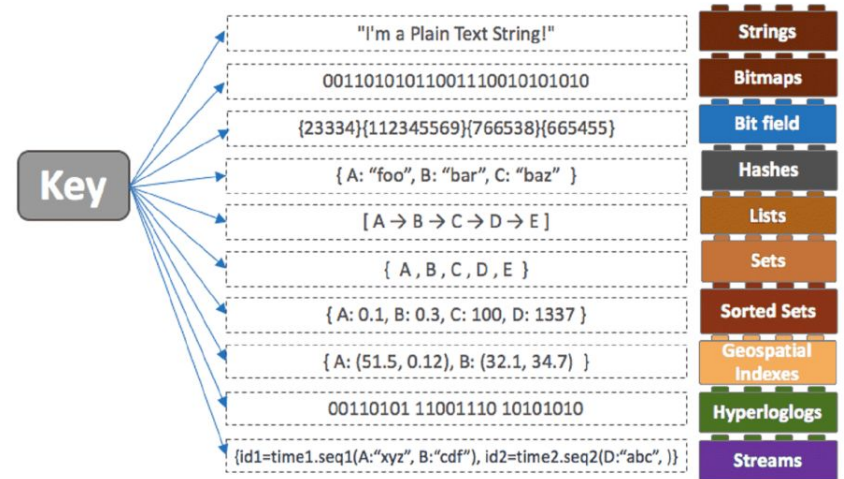 Key
"I'm a Plain Text String!"
Strings
00110101011001110010101010
Bitmaps
{23334}{112345569}{766538}{665455}
Bit field
{ A: “foo”, B: “bar”, C: “baz” }
Hashes
[ A → B → C → D → E ]
Lists
{ A , B , C , D , E }
Sets
{ A: 0.1, B: 0.3, C: 100, D: 1337 }
Sorted Sets
{ A: (51.5, 0.12), B: (32.1, 34.7) }
Geospatial
Indexes
00110101 11001110 10101010
Hyperloglogs
{id1=time1.seq1(A:“xyz”, B:“cdf”), id2=time2.seq2(D:“abc”, )}
Streams